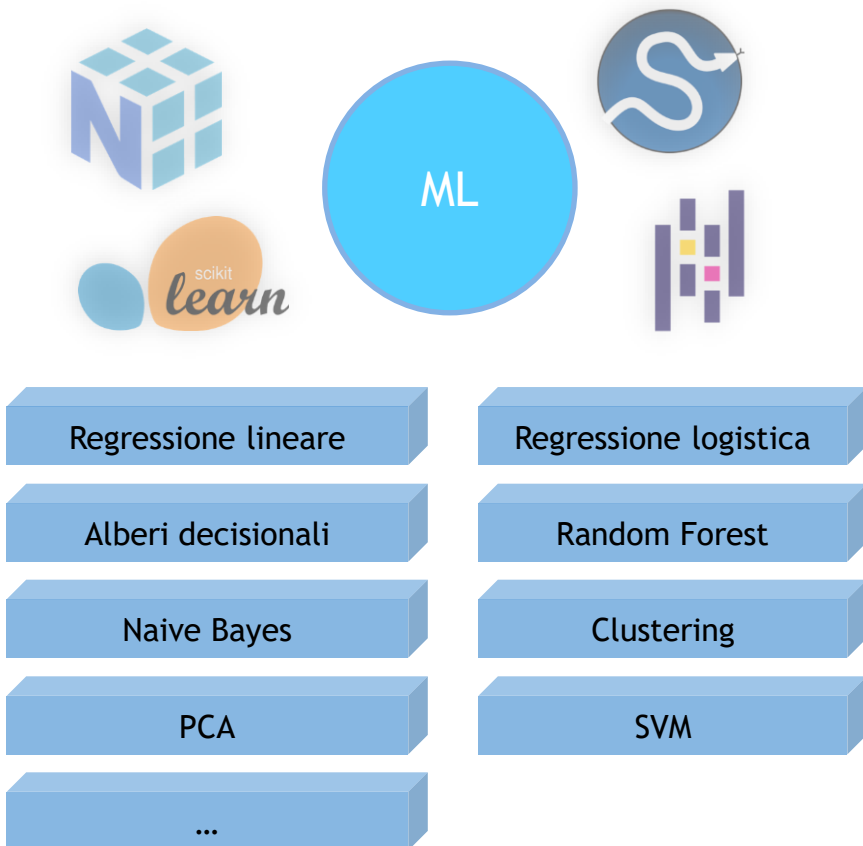 N
ML
scikit
learn
Regressione lineare
Regressione logistica
Alberi decisionali
Random Forest
Naive Bayes
Clustering
PCA
SVM
…